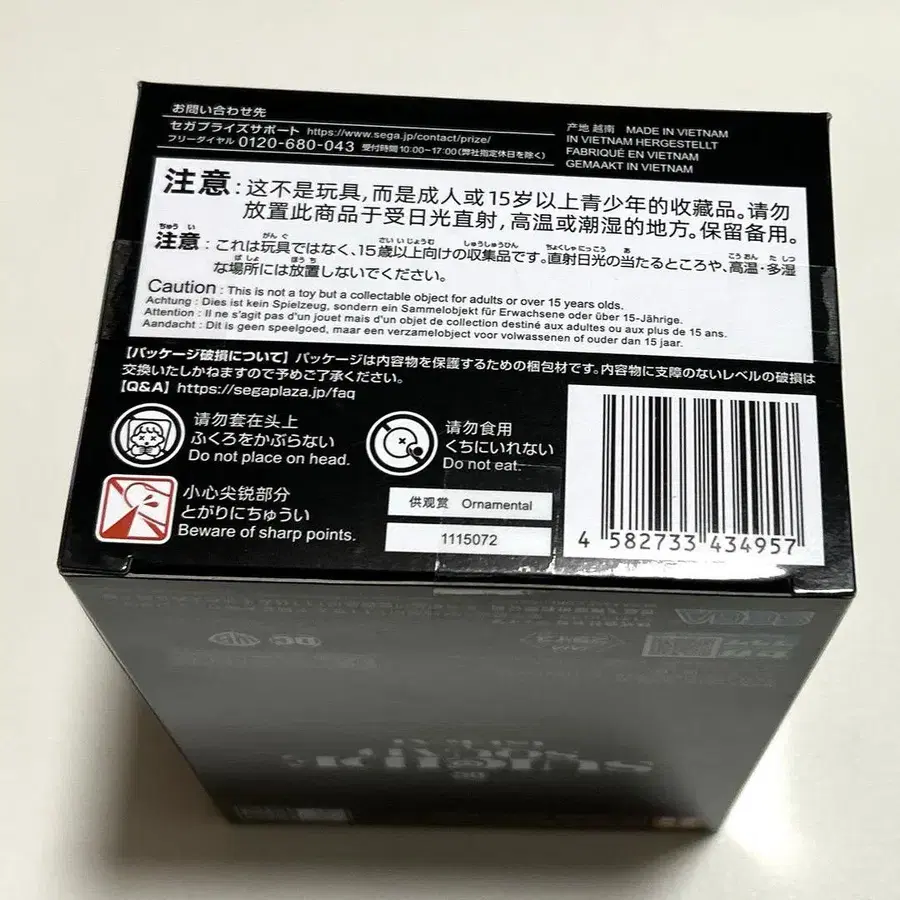 お問い合わせ先
セガプライズサポート https://www.sega.jp/contact/prize/
フリーダイヤル 0120-680-043 受付時間10:00~17:00(弊社指定休日を除く)
产地 越南 MADE IN VIETNAM
IN VIETNAM HERGESTELLT
FABRIQUÉ EN VIETNAM
GEMAAKT IN VIETNAM
注意:这不是玩具,而是成人或15岁以上青少年的收藏品。请勿
放置此商品于受日光直射,高温或潮湿的地方。保留备用。
注意:これは玩具ではなく、15歳以上向けの収集品です。直射日光の当たるところや、高温・多湿
な場所には放置しないでください。
Caution : This is not a toy but a collectable object for adults or over 15 years olds.
Achtung : Dies ist kein Spielzeug, sondern ein Sammelobjekt für Erwachsene oder über 15-Jährige.
Attention : Il ne s'agit pas d'un jouet mais d'un objet de collection destiné aux adultes ou aux plus de 15 ans.
Aandacht : Dit is geen speelgoed, maar een verzamelobject voor volwassenen of ouder dan 15 jaar.
【パッケージ破損について】パッケージは内容物を保護するための梱包材です。内容物に支障のないレベルの破損は
交換いたしかねますので予めご了承ください。
【Q&A】https://segaplaza.jp/faq
请勿套在头上
ふくろをかぶらない
Do not place on head.
请勿食用
くちにいれない
Do not eat.
小心尖锐部分
とがりにちゅうい
Beware of sharp points.
供观赏 Ornamental
1115072
4 582733 434957
SEGA
DC